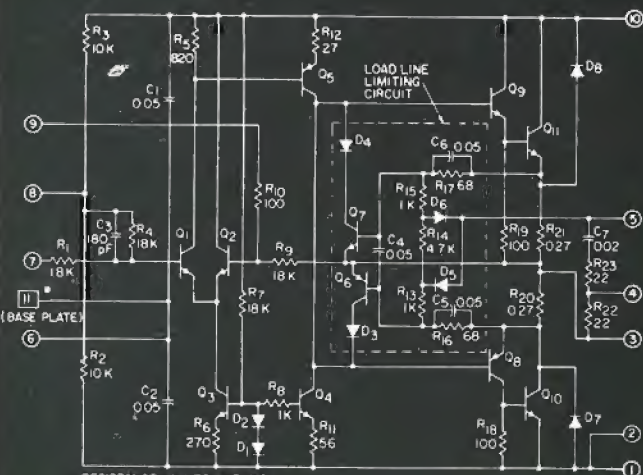 R3
10K
R5
820
C1
0.05
R12
27
Q5
LOAD LINE
LIMITING
CIRCUIT
Q9
D8
10
9
D4
C6 0.05
Q11
8
R10
100
R15
1K
R17 68
D6
5
C3
180
pF
R4
18K
Q1
Q2
Q7
R14
4.7K
R19
100
R21
0.27
C7
0.02
7
R1
18K
R9
18K
C4
0.05
D5
R23
22
4
11
(BASE PLATE)
Q6
R13
1K
C5 0.05
R20
0.27
R22
22
3
6
R7
18K
R16 68
D3
Q8
R2
10K
C2
0.05
Q3
R8
1K
Q4
Q10
D7
R6
270
D2
D1
R11
56
R18
100
2
1